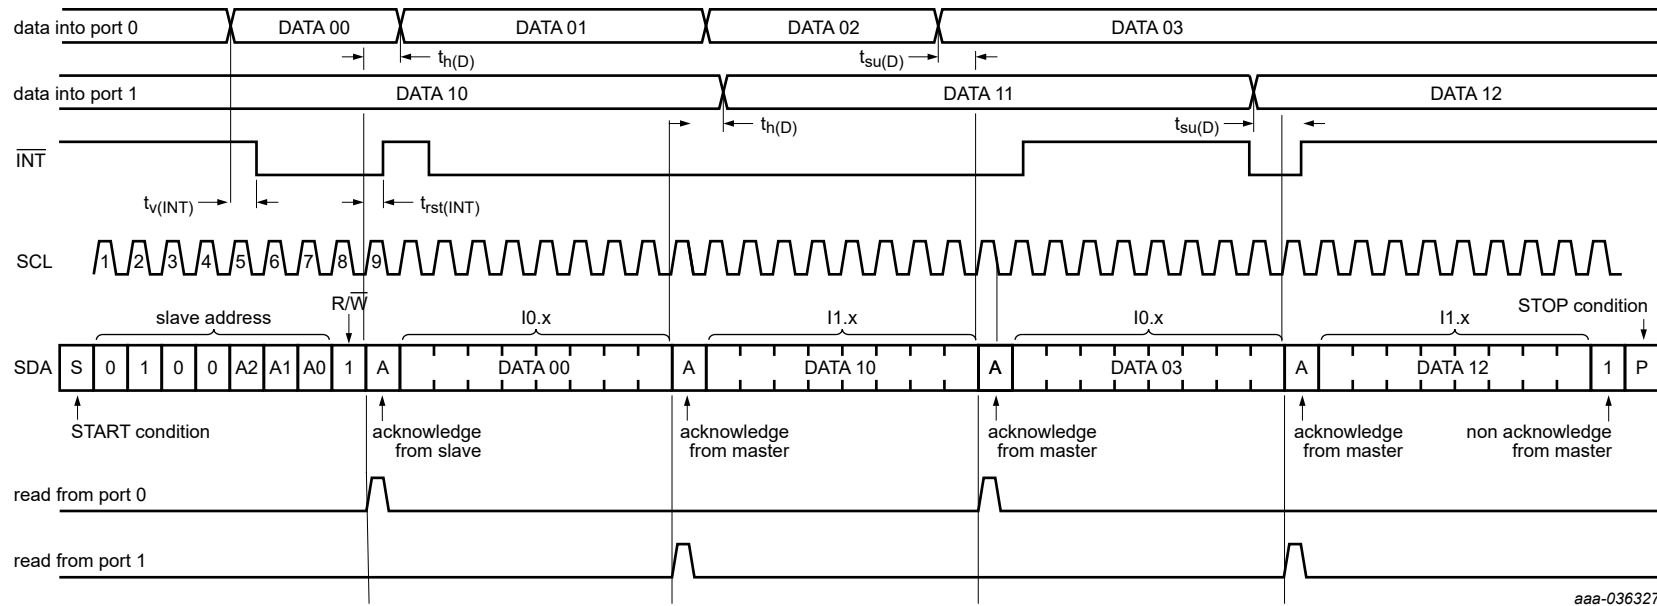 data into port 0 DATA 00 DATA 01 DATA 02 DATA 03
th(D) tsu(D)
data into port 1 DATA 10 DATA 11 DATA 12
th(D) tsu(D)
INT
tv(INT) trst(INT)
SCL 1 2 3 4 5 6 7 8 9
R/W
slave address I0.x I1.x I0.x I1.x STOP condition
SDA S 0 1 0 0 A2 A1 A0 1 A DATA 00 A DATA 10 A DATA 03 A DATA 12 1 P
START condition acknowledge acknowledge acknowledge acknowledge non acknowledge
from slave from master from master from master from master
read from port 0
read from port 1
aaa-036327